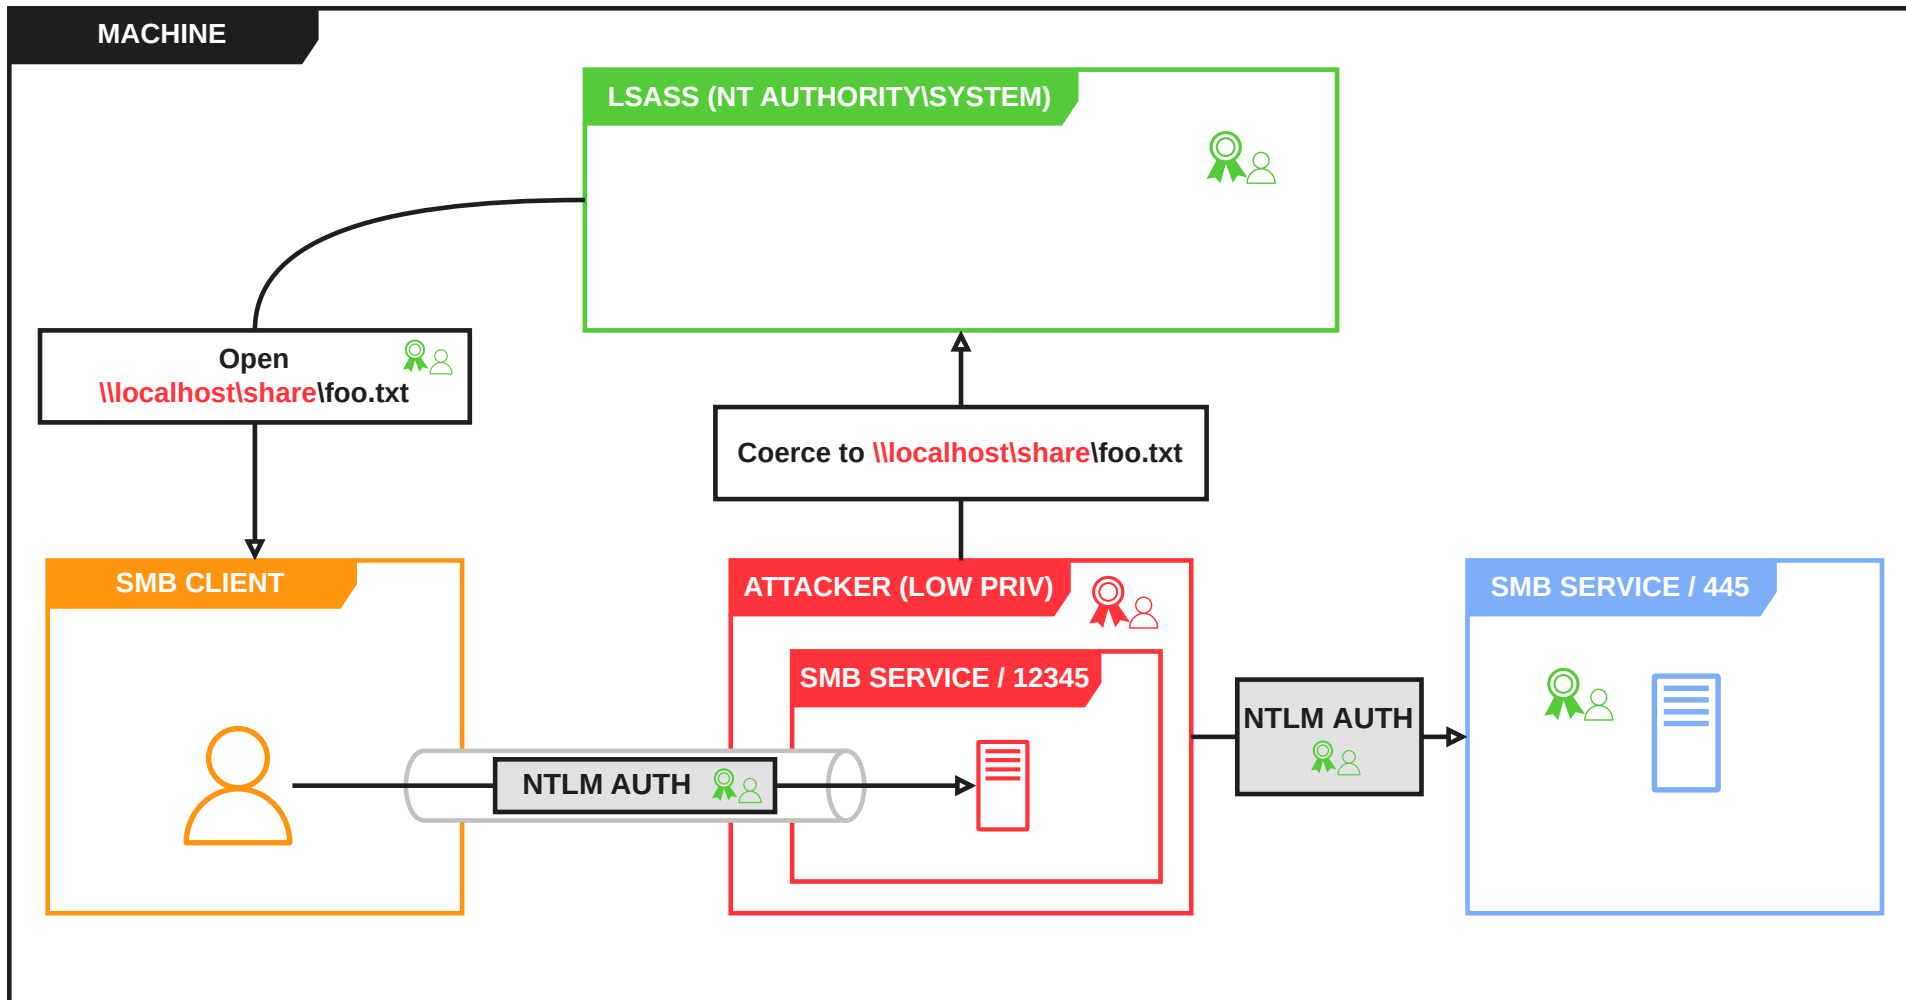 MACHINE
LSASS (NT AUTHORITY\SYSTEM)
Open
\\localhost\share\foo.txt
Coerce to \\localhost\share\foo.txt
SMB CLIENT
ATTACKER (LOW PRIV)
SMB SERVICE / 445
SMB SERVICE / 12345
NTLM AUTH
NTLM AUTH